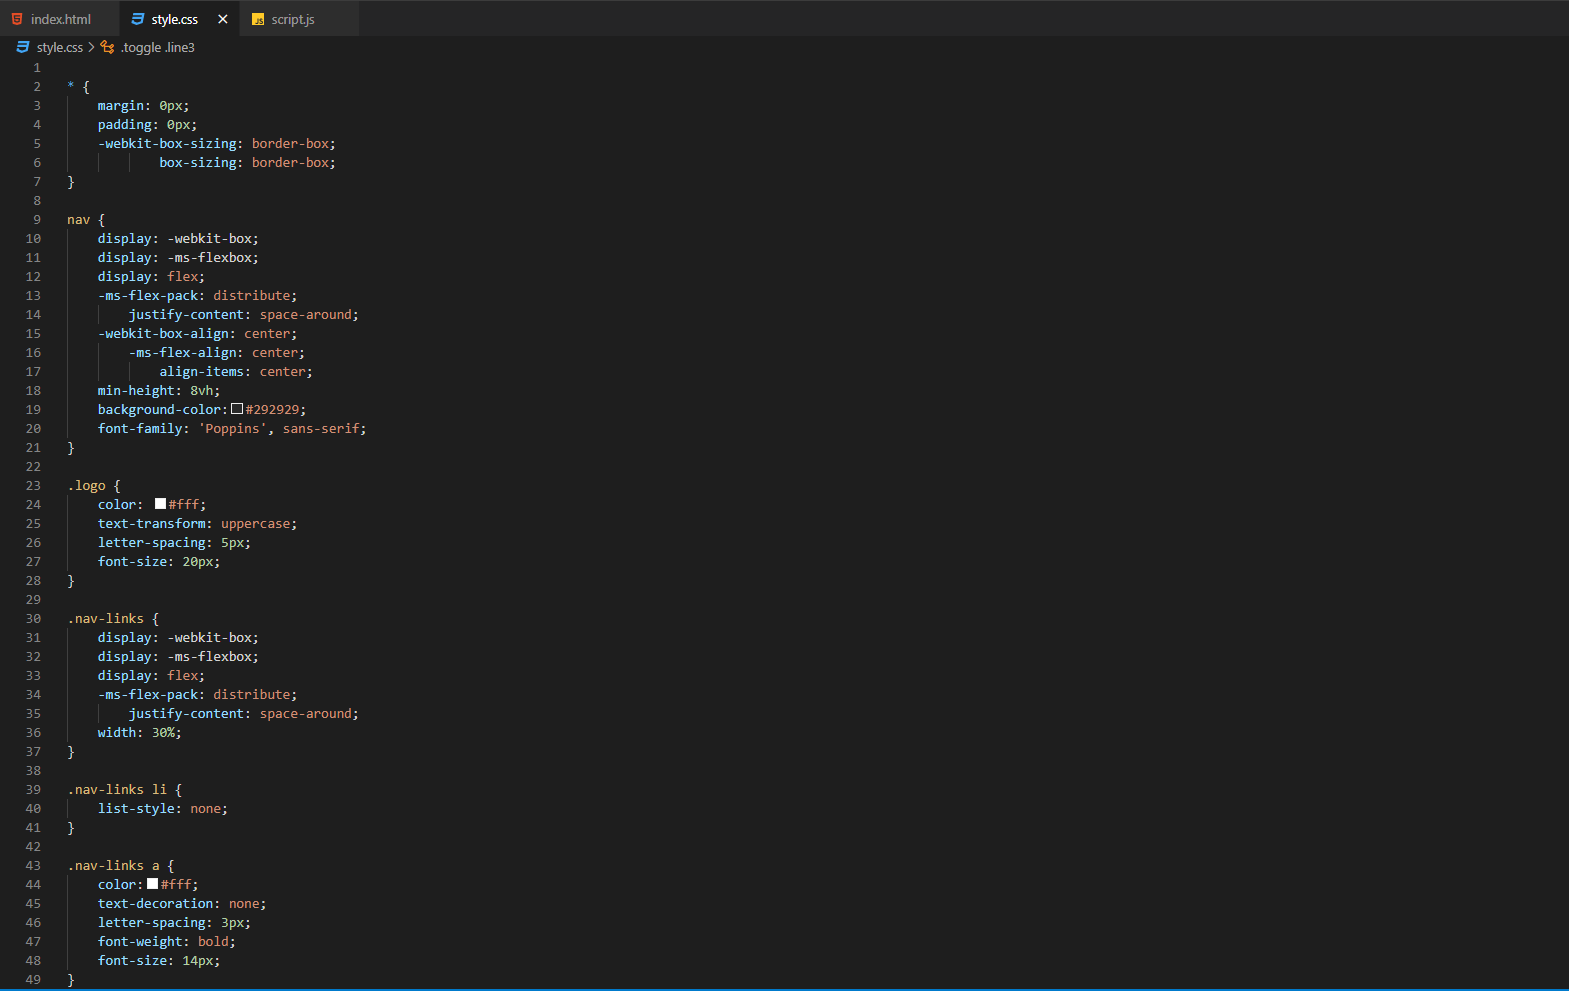 index.html style.css script.js
style.css .toggle .line3
1
2 * {
3 margin: 0px;
4 padding: 0px;
5 -webkit-box-sizing: border-box;
6 box-sizing: border-box;
7 }
8
9 nav {
10 display: -webkit-box;
11 display: -ms-flexbox;
12 display: flex;
13 -ms-flex-pack: distribute;
14 justify-content: space-around;
15 -webkit-box-align: center;
16 -ms-flex-align: center;
17 align-items: center;
18 min-height: 8vh;
19 background-color: #292929;
20 font-family: 'Poppins', sans-serif;
21 }
22
23 .logo {
24 color: #fff;
25 text-transform: uppercase;
26 letter-spacing: 5px;
27 font-size: 20px;
28 }
29
30 .nav-links {
31 display: -webkit-box;
32 display: -ms-flexbox;
33 display: flex;
34 -ms-flex-pack: distribute;
35 justify-content: space-around;
36 width: 30%;
37 }
38
39 .nav-links li {
40 list-style: none;
41 }
42
43 .nav-links a {
44 color: #fff;
45 text-decoration: none;
46 letter-spacing: 3px;
47 font-weight: bold;
48 font-size: 14px;
49 }